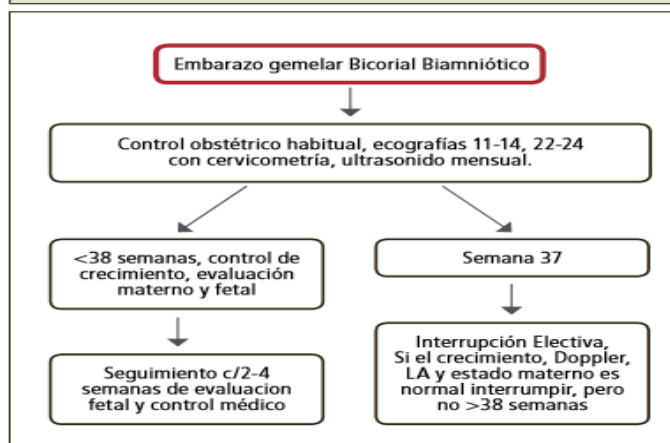 Embarazo gemelar Bicorial Biamniótico
Control obstétrico habitual, ecografías 11-14, 22-24
con cervicometría, ultrasonido mensual.
<38 semanas, control de
crecimiento, evaluación
materno y fetal
Semana 37
Seguimiento c/2-4
semanas de evaluacion
fetal y control médico
Interrupción Electiva,
Si el crecimiento, Doppler,
LA y estado materno es
normal interrumpir, pero
no >38 semanas